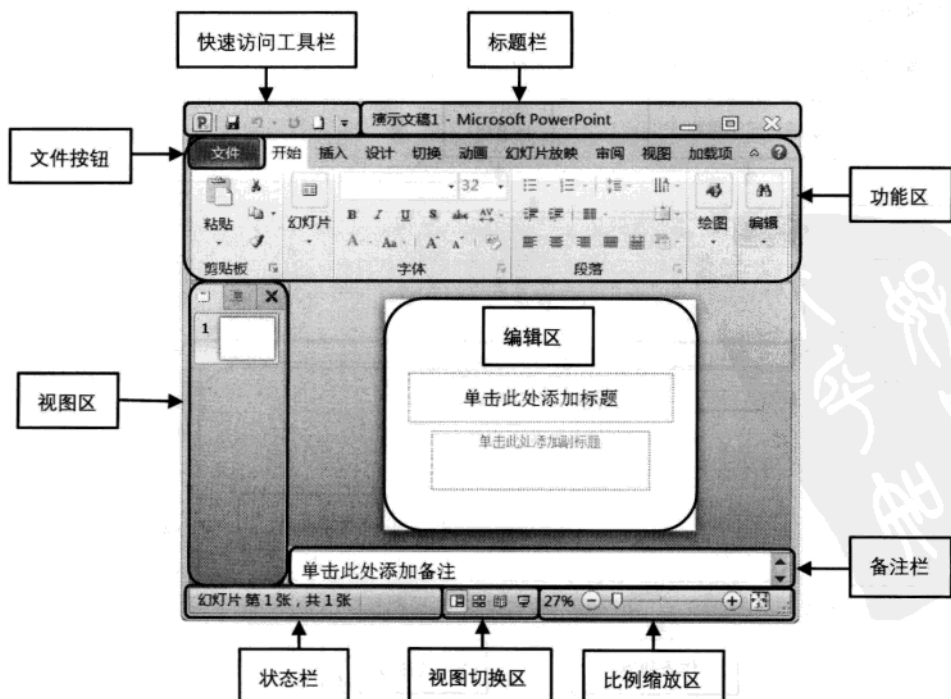 快速访问工具栏
标题栏
演示文稿1 - Microsoft PowerPoint
文件按钮
文件 开始 插入 设计 切换 动画 幻灯片放映 审阅 视图 加载项
功能区
32
粘贴 幻灯片 绘图 编辑
B I U S abc AV
A Aa A A
剪贴板 字体 段落
1
编辑区
视图区
单击此处添加标题
单击此处添加副标题
单击此处添加备注
备注栏
幻灯片 第1张，共1张 27%
状态栏
视图切换区
比例缩放区